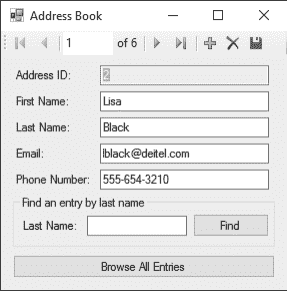 Address Book
1 of 6
Address ID: 2
First Name: Lisa
Last Name: Black
Email: lblack@deitel.com
Phone Number: 555-654-3210
Find an entry by last name
Last Name: Find
Browse All Entries